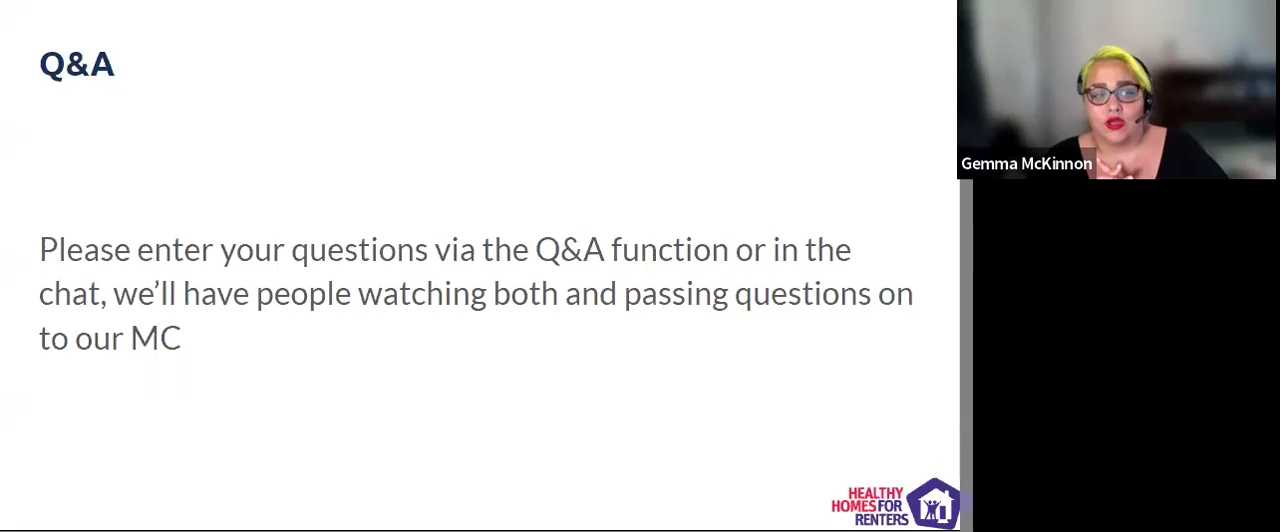 Q&A
Please enter your questions via the Q&A function or in the
chat, we'll have people watching both and passing questions on
to our MC
Gemma McKinnon
HEALTHY
HOMES FOR
RENTERS